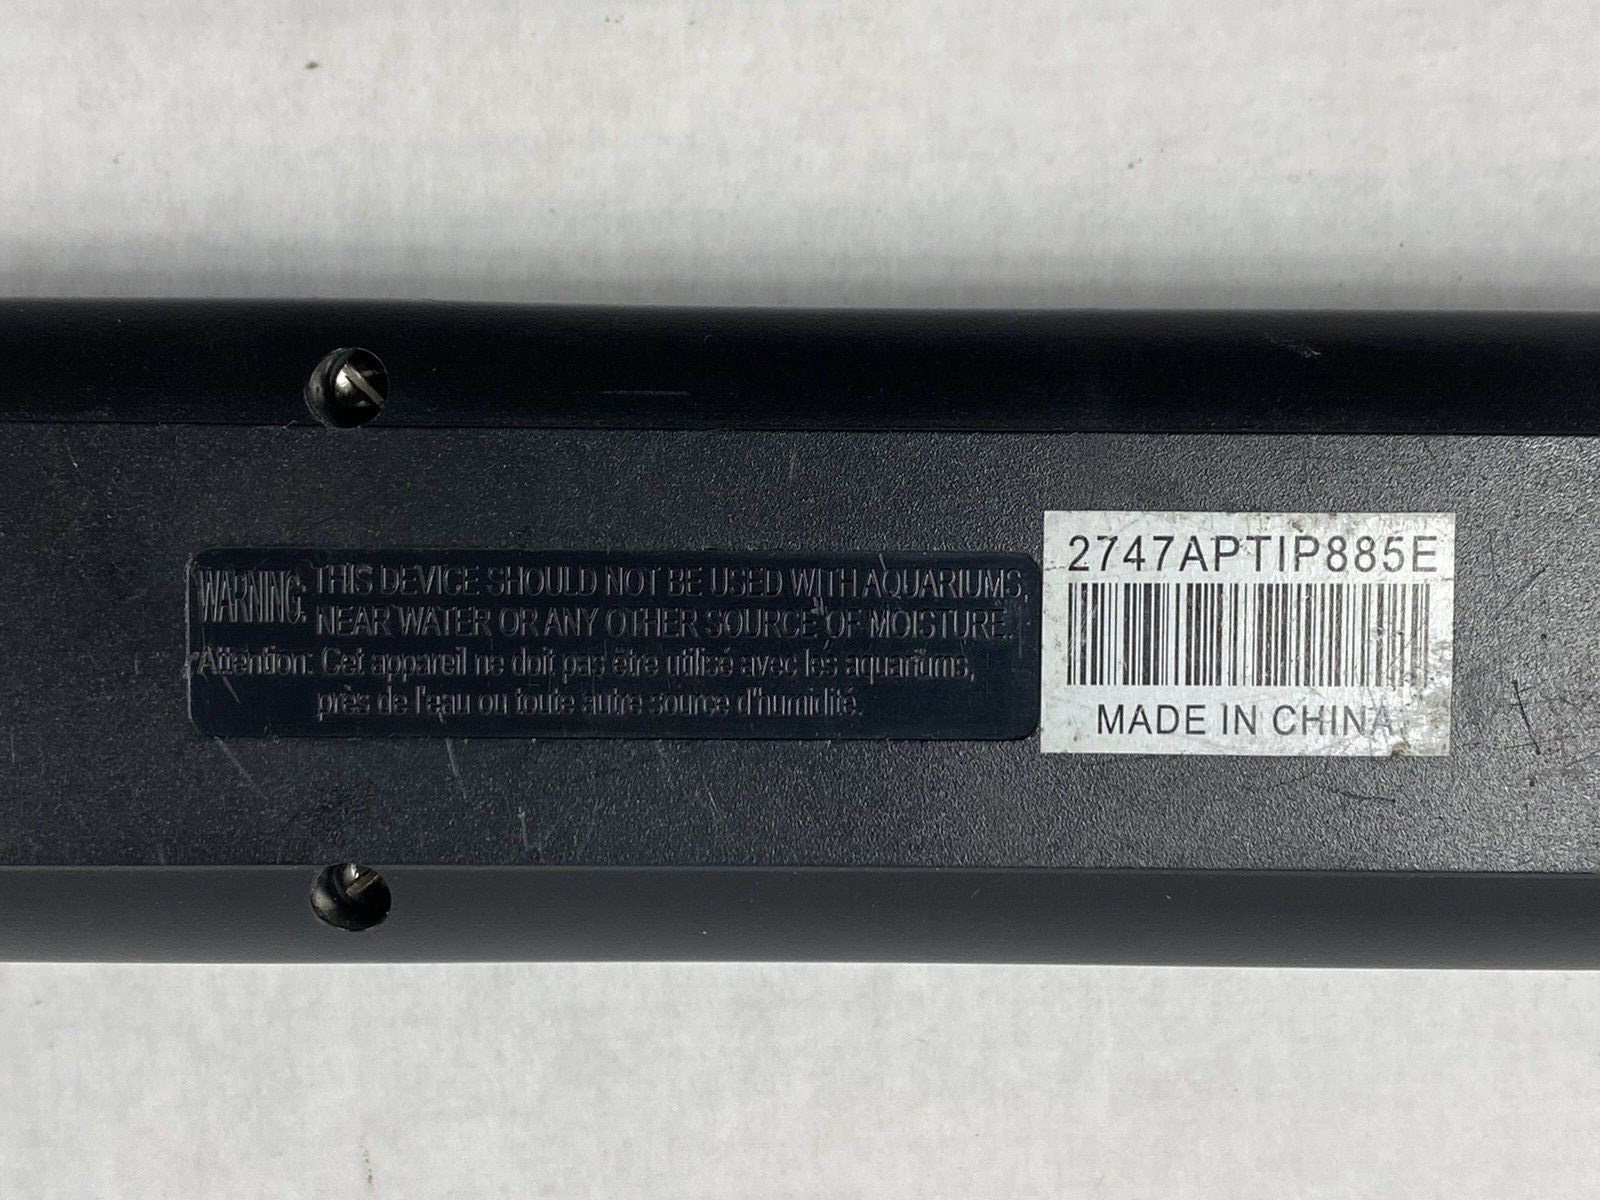 WARNING: THIS DEVICE SHOULD NOT BE USED WITH AQUARIUMS,
NEAR WATER OR ANY OTHER SOURCE OF MOISTURE.
Attention: Cet appareil ne doit pas être utilisé avec les aquariums,
près de l'eau ou toute autre source d'humidité.
2747APTIP885E
MADE IN CHINA